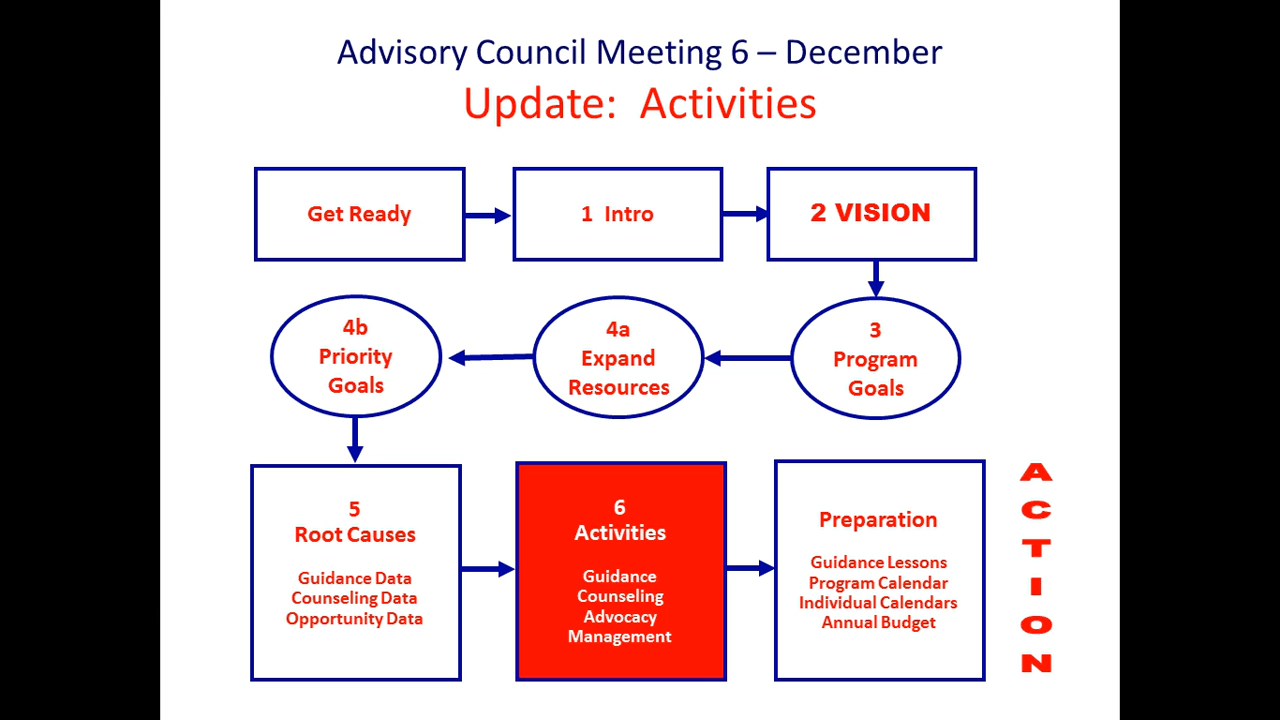 Advisory Council Meeting 6 – December
Update:  Activities
Get Ready
1  Intro
2 VISION
4b
Priority
Goals
4a
Expand
Resources
3
Program
Goals
5
Root Causes
Guidance Data
Counseling Data
Opportunity Data
6
Activities
Guidance
Counseling
Advocacy
Management
Preparation
Guidance Lessons
Program Calendar
Individual Calendars
Annual Budget
A
C
T
I
O
N